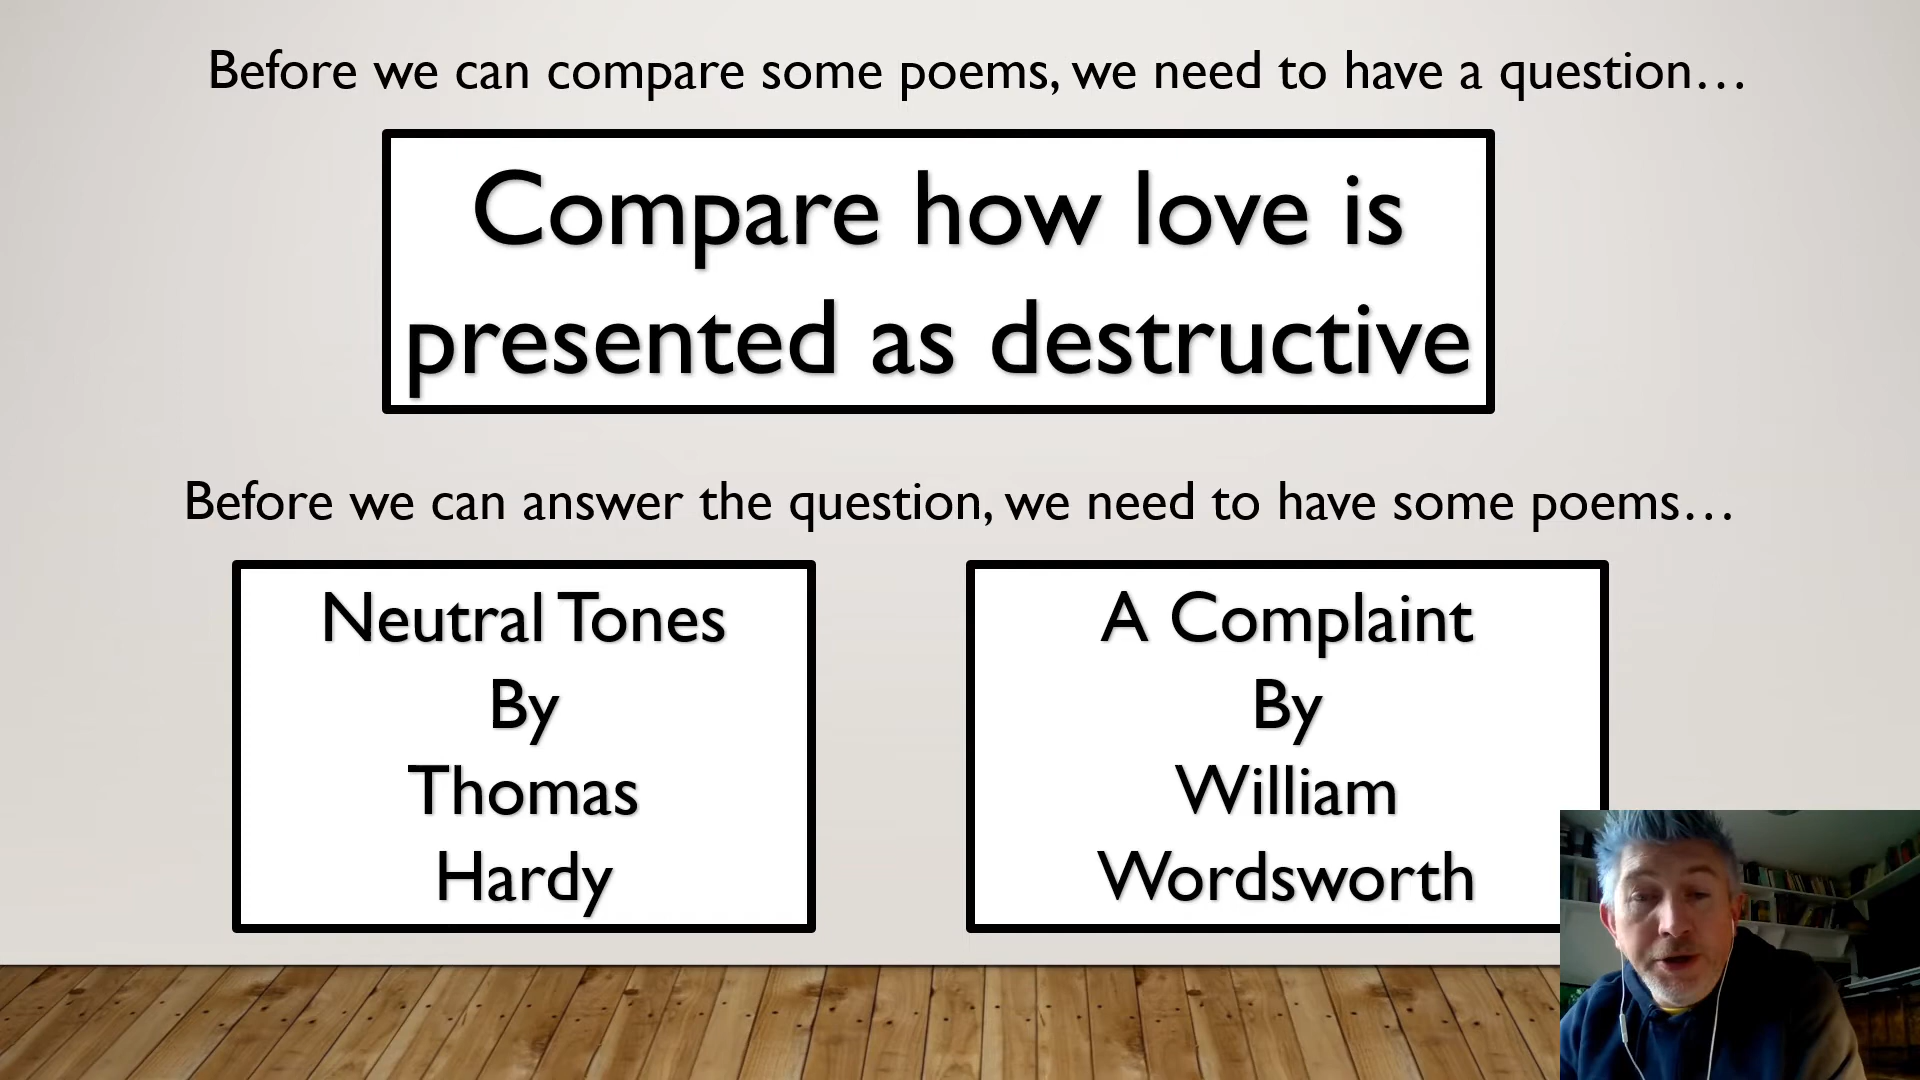 Before we can compare some poems, we need to have a question…
Compare how love is
presented as destructive
Before we can answer the question, we need to have some poems…
Neutral Tones
By
Thomas
Hardy
A Complaint
By
William
Wordsworth